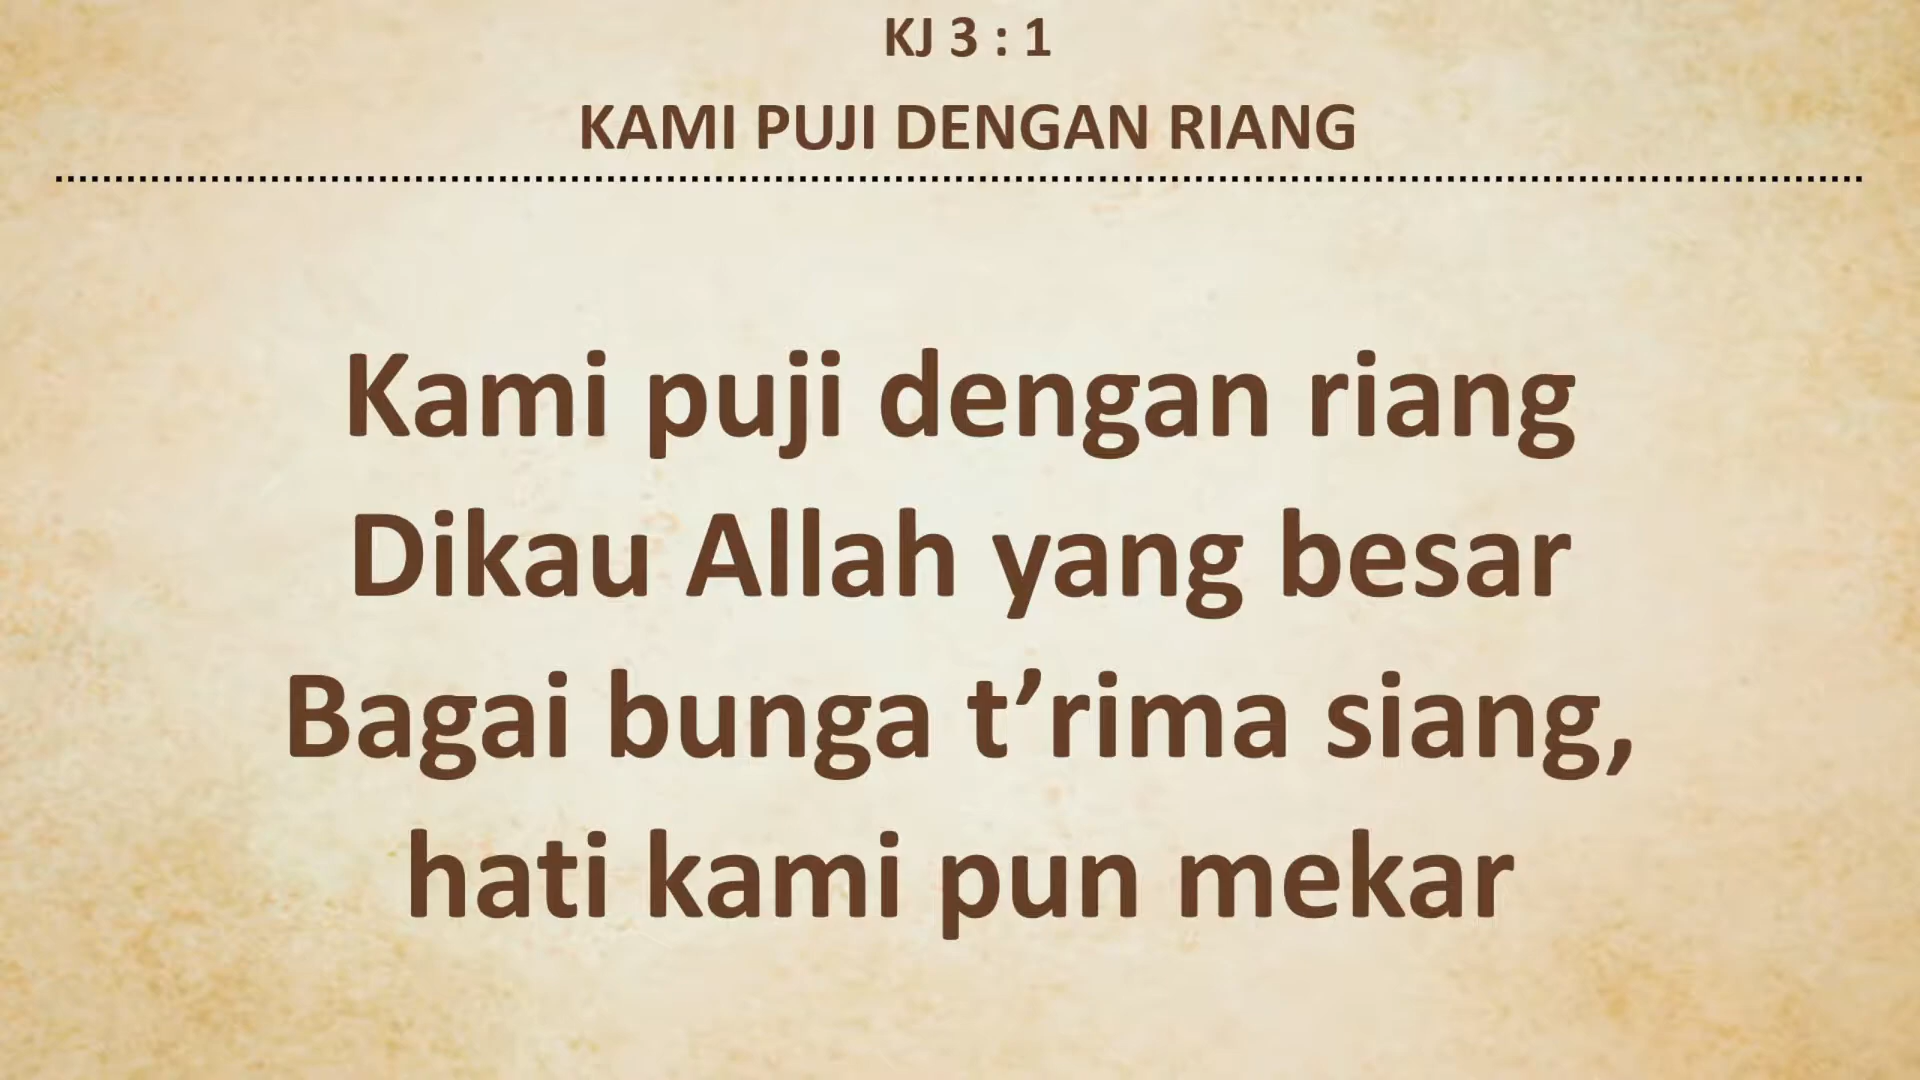 KJ 3 : 1
KAMI PUJI DENGAN RIANG
Kami puji dengan riang
Dikau Allah yang besar
Bagai bunga t’rima siang,
hati kami pun mekar